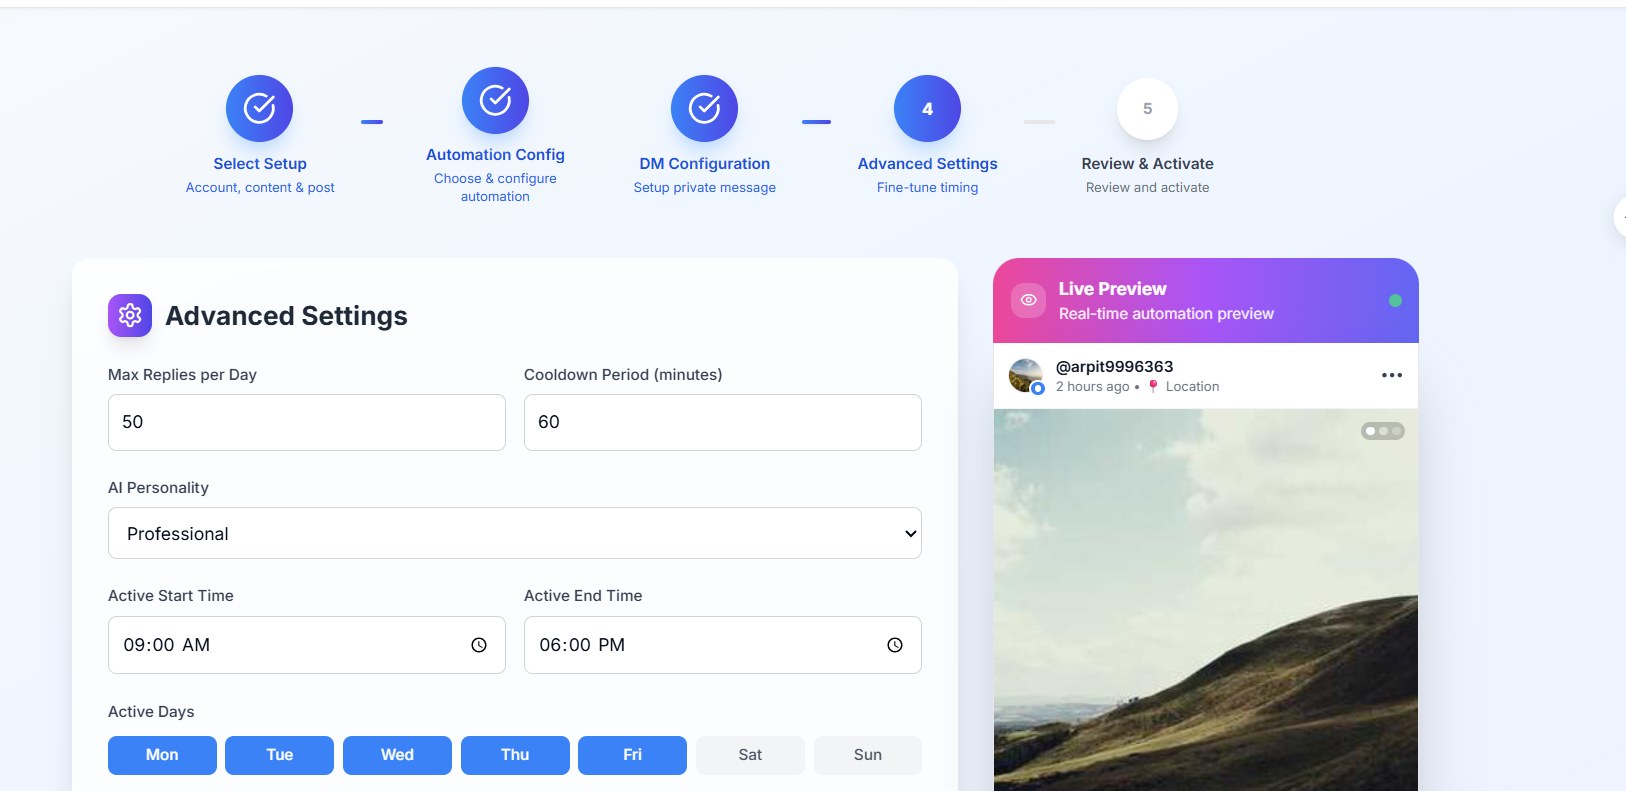 Select Setup
Account, content & post
Automation Config
Choose & configure
automation
DM Configuration
Setup private message
4
Advanced Settings
Fine-tune timing
5
Review & Activate
Review and activate
Advanced Settings
Max Replies per Day
50
Cooldown Period (minutes)
60
AI Personality
Professional
Active Start Time
09:00 AM
Active End Time
06:00 PM
Active Days
Mon Tue Wed Thu Fri Sat Sun
Live Preview
Real-time automation preview
@arpit9996363
2 hours ago • 📍 Location